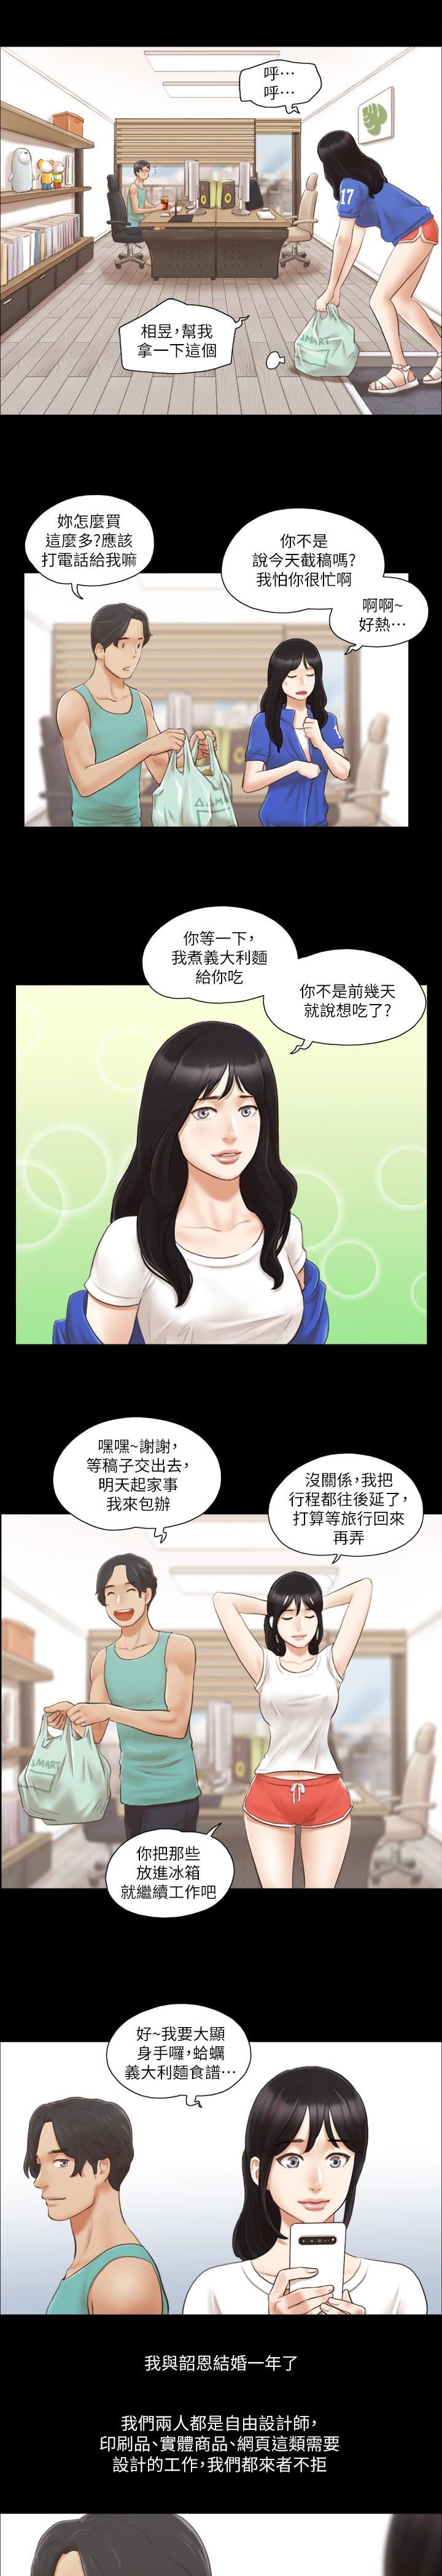 呼⋯
呼⋯
17
相昱，幫我
拿一下這個
MART
妳怎麼買
這麼多?應該
打電話給我嘛
你不是
說今天截稿嗎?
我怕你很忙啊
啊啊~
好熱⋯
MART
你等一下，
我煮義大利麵
給你吃
你不是前幾天
就說想吃了?
嘿嘿~謝謝，
等稿子交出去，
明天起家事
我來包辦
沒關係，我把
行程都往後延了，
打算等旅行回來
再弄
MART
你把那些
放進冰箱
就繼續工作吧
好~我要大顯
身手囉，蛤蠣
義大利麵食譜⋯
我與韶恩結婚一年了
我們兩人都是自由設計師，
印刷品、實體商品、網頁這類需要
設計的工作，我們都來者不拒